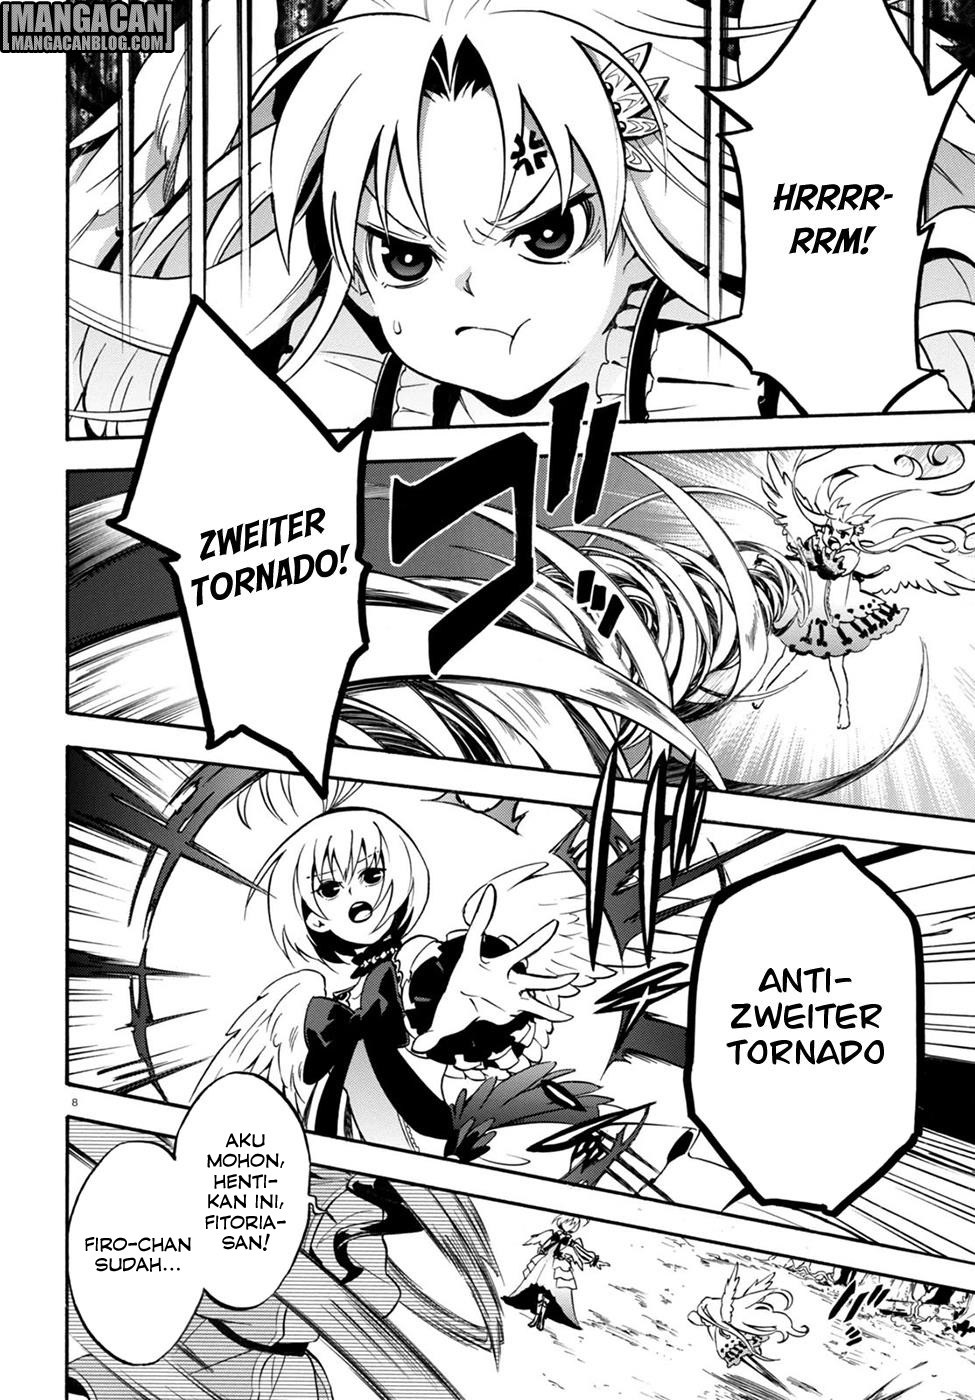 MANGACAN
MANGACANBLOG.COM
HRRRR-
RRM!
ZWEITER
TORNADO!
グッ
ANTI-
ZWEITER
TORNADO
8
AKU
MOHON,
HENTI-
KAN INI,
FITORIA-
SAN!
FIRO-CHAN
SUDAH...